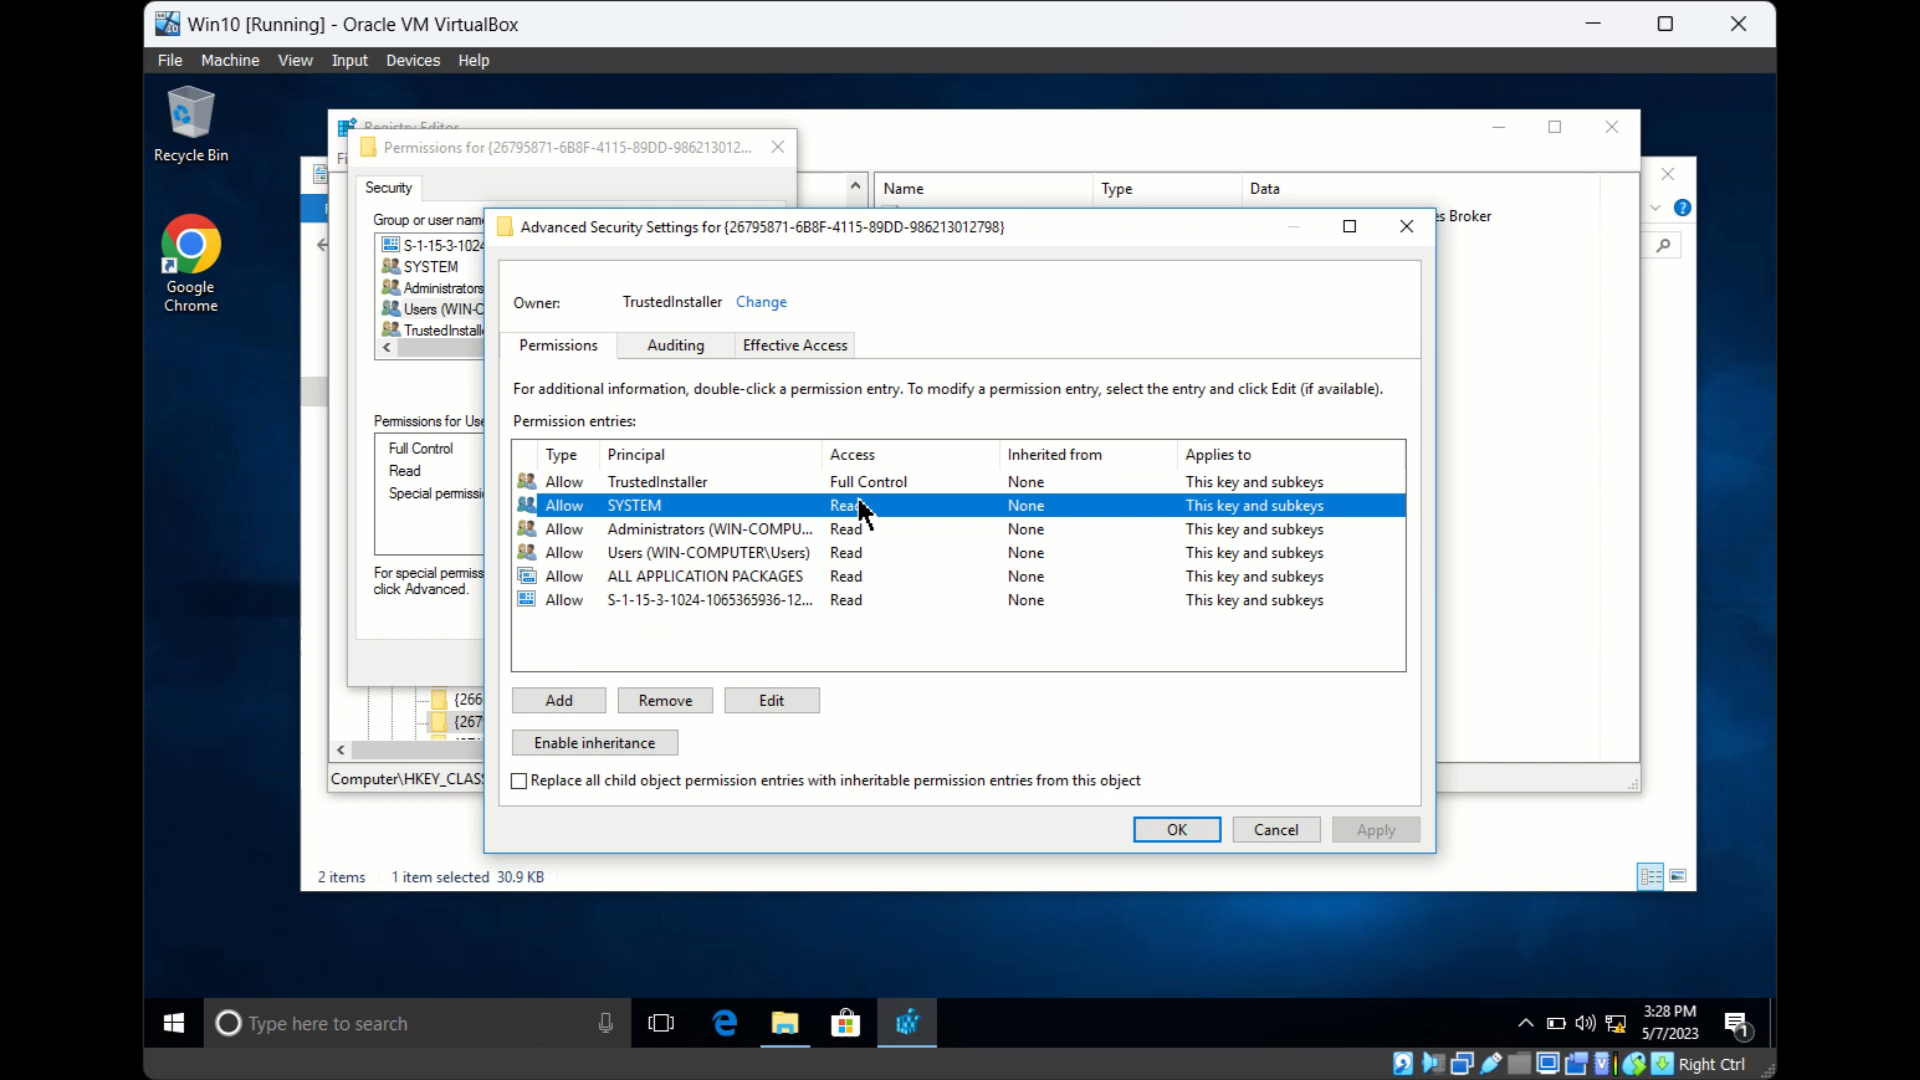 Win10 [Running] - Oracle VM VirtualBox
File Machine View Input Devices Help
Recycle Bin
Google
Chrome
Registry Editor
Permissions for {26795871-6B8F-4115-89DD-986213012...
Security
Group or user name
S-1-15-3-1024
SYSTEM
Administrators
Users (WIN-C
TrustedInstall
Permissions for Use
Full Control
Read
Special permissi
For special permiss
click Advanced.
{266
{267
Computer\HKEY_CLAS
Name Type Data
es Broker
Advanced Security Settings for {26795871-6B8F-4115-89DD-986213012798}
Owner: TrustedInstaller Change
Permissions Auditing Effective Access
For additional information, double-click a permission entry. To modify a permission entry, select the entry and click Edit (if available).
Permission entries:
Type Principal Access Inherited from Applies to
Allow TrustedInstaller Full Control None This key and subkeys
Allow SYSTEM Read None This key and subkeys
Allow Administrators (WIN-COMPU... Read None This key and subkeys
Allow Users (WIN-COMPUTER\Users) Read None This key and subkeys
Allow ALL APPLICATION PACKAGES Read None This key and subkeys
Allow S-1-15-3-1024-1065365936-12... Read None This key and subkeys
Add Remove Edit
Enable inheritance
Replace all child object permission entries with inheritable permission entries from this object
OK Cancel Apply
2 items 1 item selected 30.9 KB
Type here to search
3:28 PM
5/7/2023
1
Right Ctrl